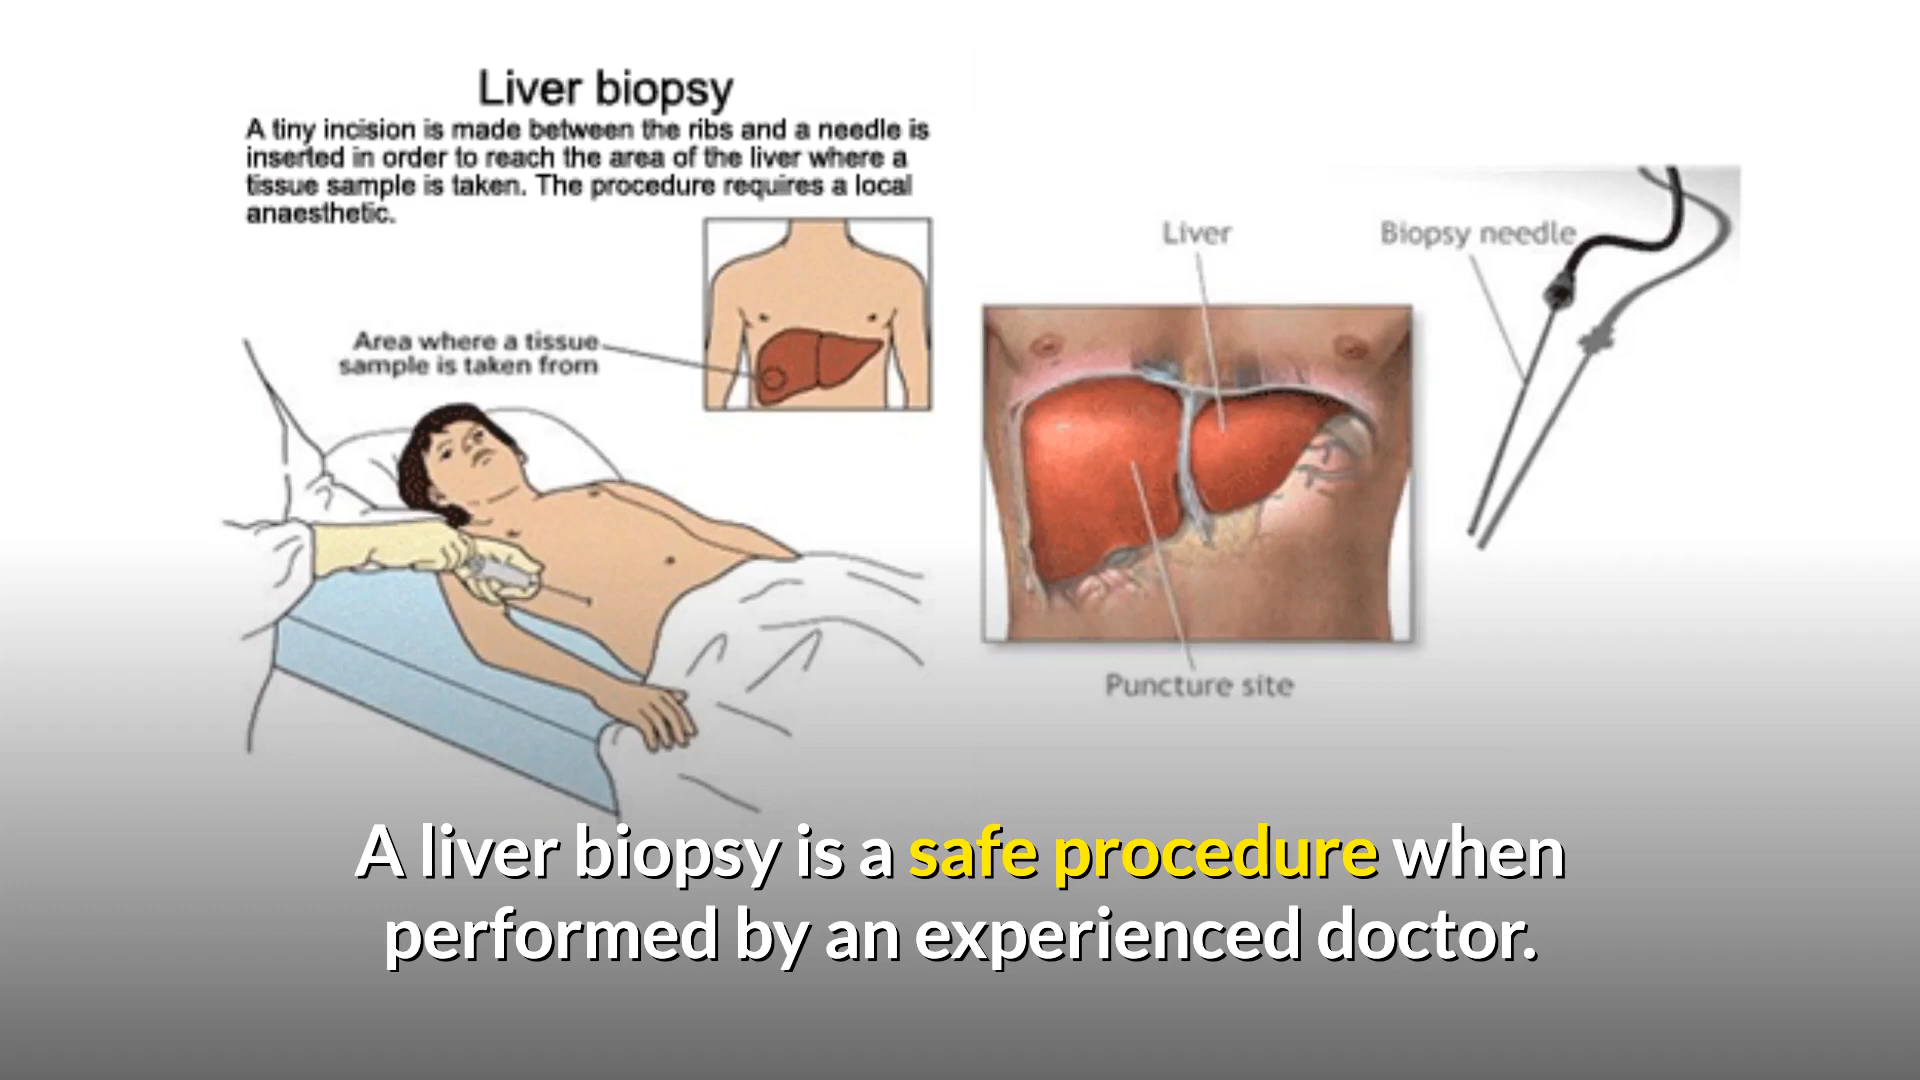 Liver biopsy
A tiny incision is made between the ribs and a needle is
inserted in order to reach the area of the liver where a
tissue sample is taken. The procedure requires a local
anaesthetic.
Area where a tissue
sample is taken from
Liver
Biopsy needle
Puncture site
A liver biopsy is a safe procedure when
performed by an experienced doctor.